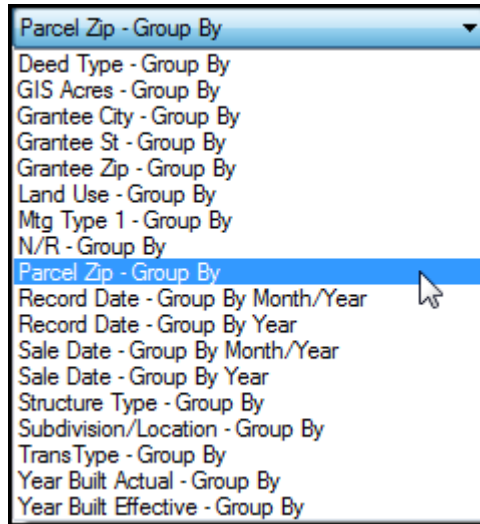 Parcel Zip - Group By
Deed Type - Group By
GIS Acres - Group By
Grantee City - Group By
Grantee St - Group By
Grantee Zip - Group By
Land Use - Group By
Mtg Type 1 - Group By
N/R - Group By
Parcel Zip - Group By
Record Date - Group By Month/Year
Record Date - Group By Year
Sale Date - Group By Month/Year
Sale Date - Group By Year
Structure Type - Group By
Subdivision/Location - Group By
TransType - Group By
Year Built Actual - Group By
Year Built Effective - Group By